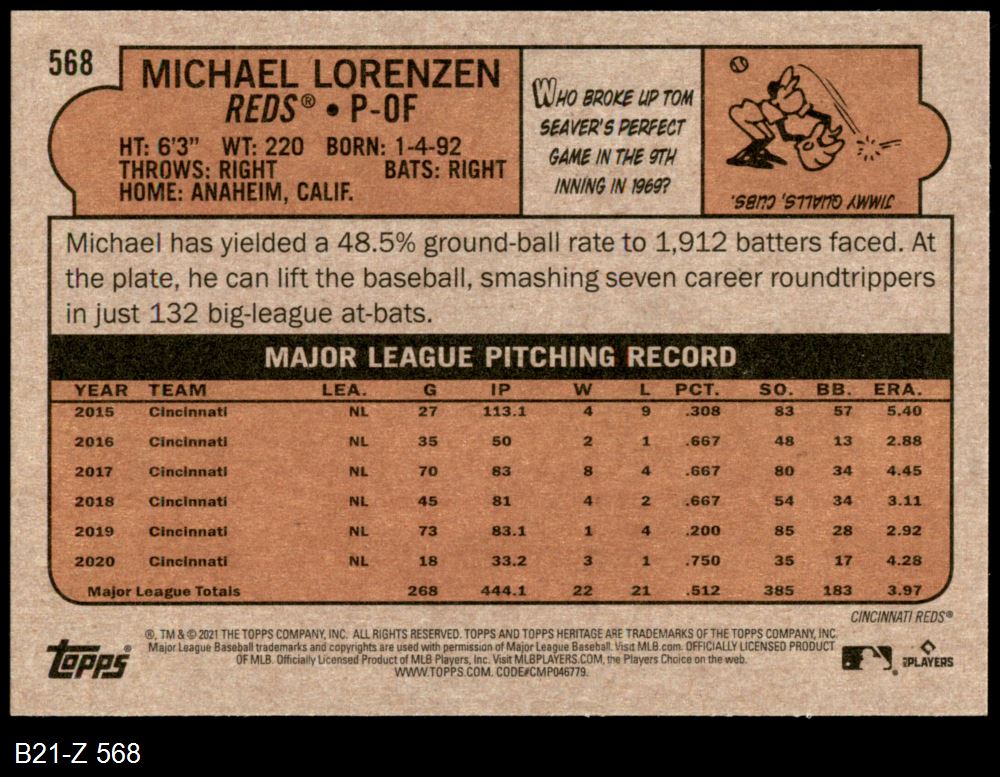 568
MICHAEL LORENZEN
REDS® • P-OF
HT: 6'3" WT: 220 BORN: 1-4-92
THROWS: RIGHT BATS: RIGHT
HOME: ANAHEIM, CALIF.
WHO BROKE UP TOM
SEAVER'S PERFECT
GAME IN THE 9TH
INNING IN 1969?
JIMMY QUALLS, CUBS.
Michael has yielded a 48.5% ground-ball rate to 1,912 batters faced. At
the plate, he can lift the baseball, smashing seven career roundtrippers
in just 132 big-league at-bats.
MAJOR LEAGUE PITCHING RECORD
YEAR TEAM LEA. G IP W L PCT. SO. BB. ERA.
2015 Cincinnati NL 27 113.1 4 9 .308 83 57 5.40
2016 Cincinnati NL 35 50 2 1 .667 48 13 2.88
2017 Cincinnati NL 70 83 8 4 .667 80 34 4.45
2018 Cincinnati NL 45 81 4 2 .667 54 34 3.11
2019 Cincinnati NL 73 83.1 1 4 .200 85 28 2.92
2020 Cincinnati NL 18 33.2 3 1 .750 35 17 4.28
Major League Totals 268 444.1 22 21 .512 385 183 3.97
CINCINNATI REDS®
®, TM & © 2021 THE TOPPS COMPANY, INC. ALL RIGHTS RESERVED. TOPPS AND TOPPS HERITAGE ARE TRADEMARKS OF THE TOPPS COMPANY, INC.
Major League Baseball trademarks and copyrights are used with permission of Major League Baseball. Visit MLB.com. OFFICIALLY LICENSED PRODUCT
OF MLB. Officially Licensed Product of MLB Players, Inc. Visit MLBPLAYERS.COM, the Players Choice on the web.
WWW.TOPPS.COM. CODE#CMP046779.
Topps®
MLB PLAYERS
B21-Z 568